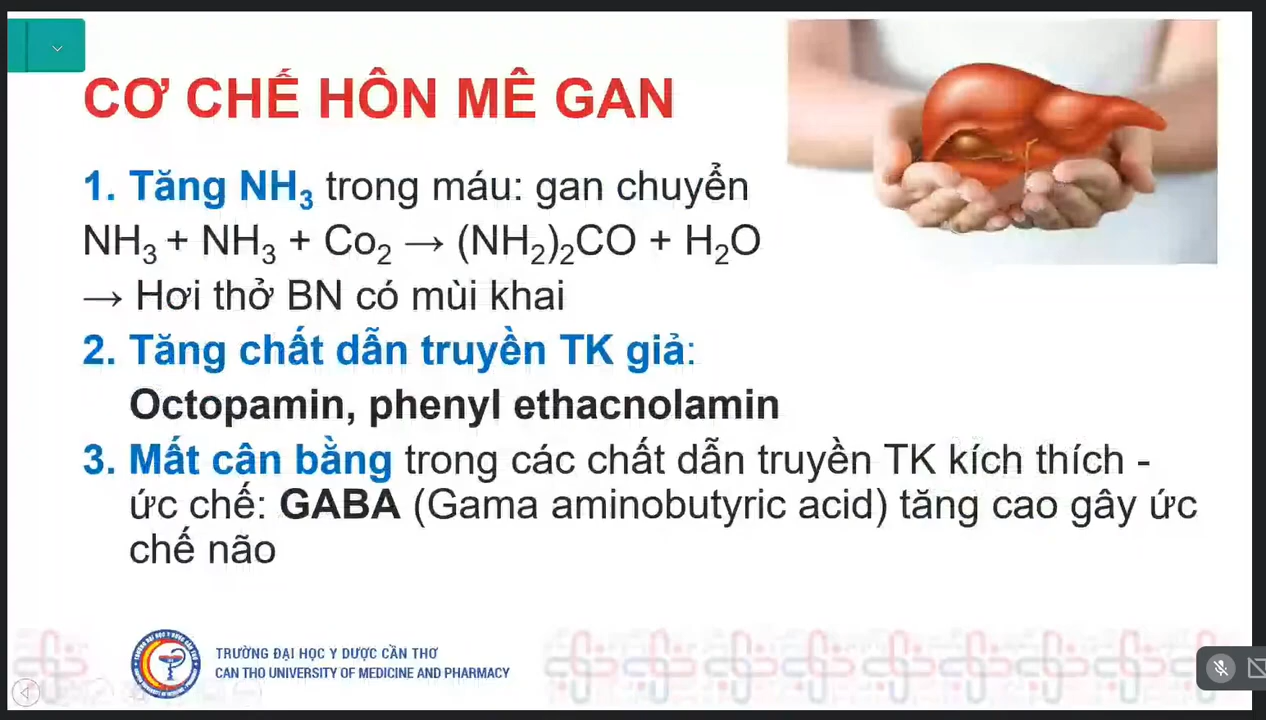 CƠ CHẾ HÔN MÊ GAN
1. Tăng NH₃ trong máu: gan chuyển
NH₃ + NH₃ + Co₂ → (NH₂)₂CO + H₂O
→ Hơi thở BN có mùi khai
2. Tăng chất dẫn truyền TK giả:
Octopamin, phenyl ethacnolamin
3. Mất cân bằng trong các chất dẫn truyền TK kích thích -
ức chế: GABA (Gama aminobutyric acid) tăng cao gây ức
chế não
TRƯỜNG ĐẠI HỌC Y DƯỢC CẦN THƠ
CAN THO UNIVERSITY OF MEDICINE AND PHARMACY